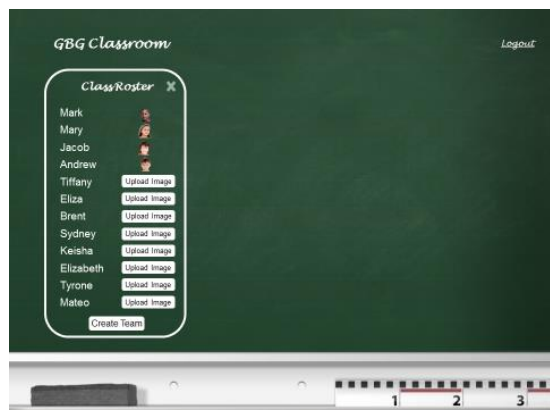 GBG Classroom
Logout
ClassRoster X
Mark
Mary
Jacob
Andrew
Tiffany Upload Image
Eliza Upload Image
Brent Upload Image
Sydney Upload Image
Keisha Upload Image
Elizabeth Upload Image
Tyrone Upload Image
Mateo Upload Image
Create Team
1 2 3